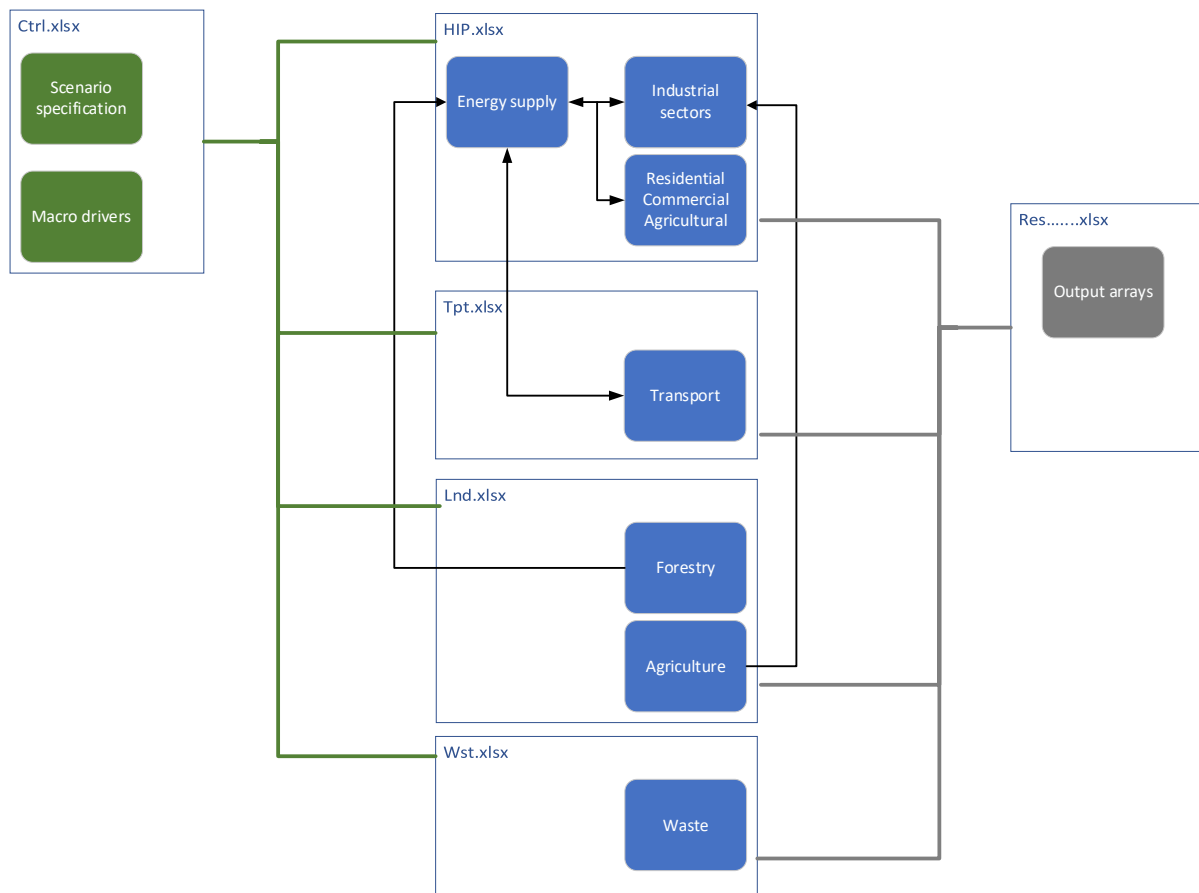 Ctrl.xlsx
Scenario
specification
Macro drivers
HIP.xlsx
Energy supply
Industrial
sectors
Residential
Commercial
Agricultural
Tpt.xlsx
Transport
Lnd.xlsx
Forestry
Agriculture
Wst.xlsx
Waste
Res.......xlsx
Output arrays